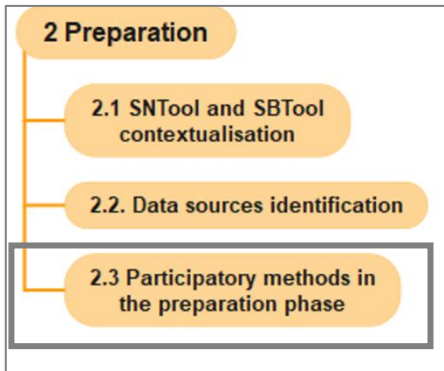 2 Preparation
2.1 SNTool and SBTool
contextualisation
2.2. Data sources identification
2.3 Participatory methods in
the preparation phase